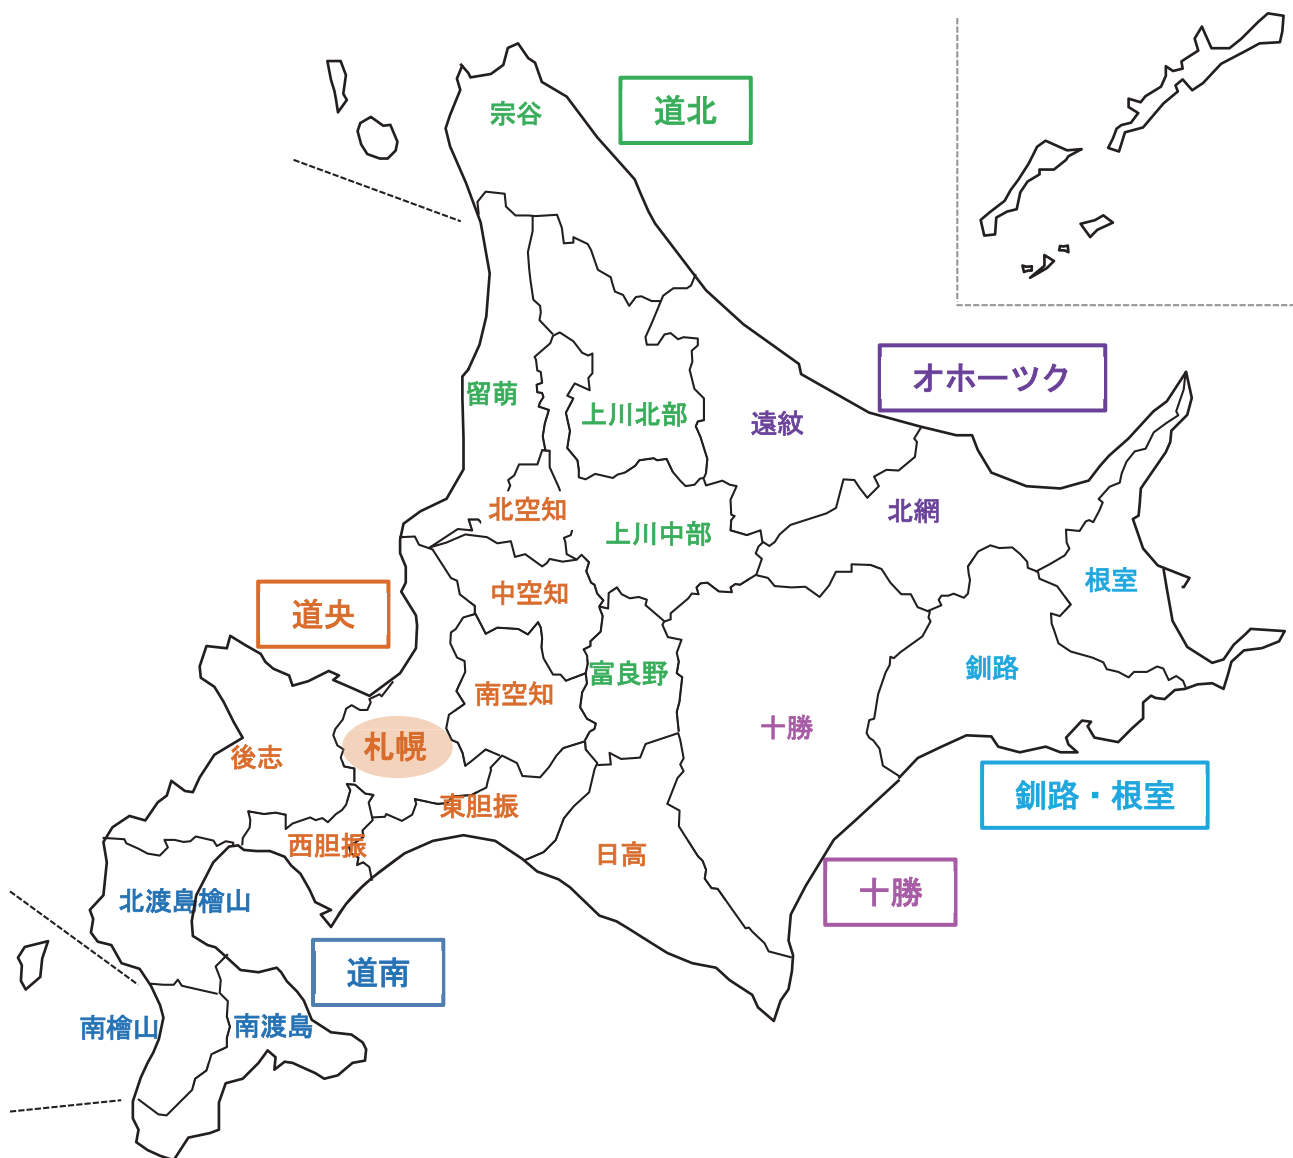 道北
宗谷
オホーツク
留萌
上川北部
遠紋
北空知
北網
上川中部
根室
中空知
道央
富良野
釧路
南空知
十勝
札幌
後志
釧路・根室
東胆振
西胆振
日高
十勝
北渡島檜山
道南
南檜山
南渡島